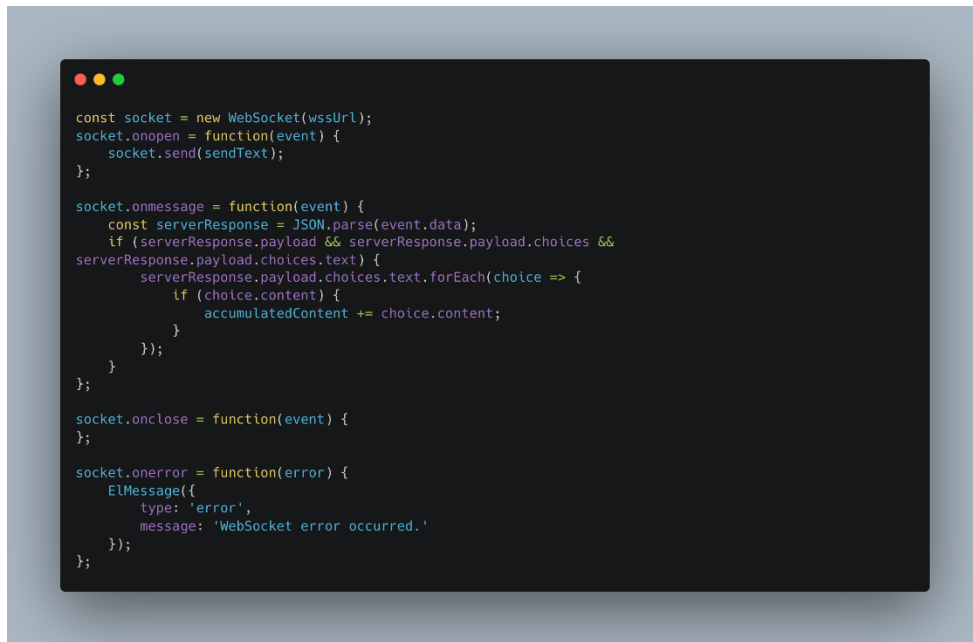 const socket = new WebSocket(wssUrl);
socket.onopen = function(event) {
    socket.send(sendText);
};

socket.onmessage = function(event) {
    const serverResponse = JSON.parse(event.data);
    if (serverResponse.payload && serverResponse.payload.choices &&
serverResponse.payload.choices.text) {
        serverResponse.payload.choices.text.forEach(choice => {
            if (choice.content) {
                accumulatedContent += choice.content;
            }
        });
    }
};

socket.onclose = function(event) {
};

socket.onerror = function(error) {
    ElMessage({
        type: 'error',
        message: 'WebSocket error occurred.'
    });
};